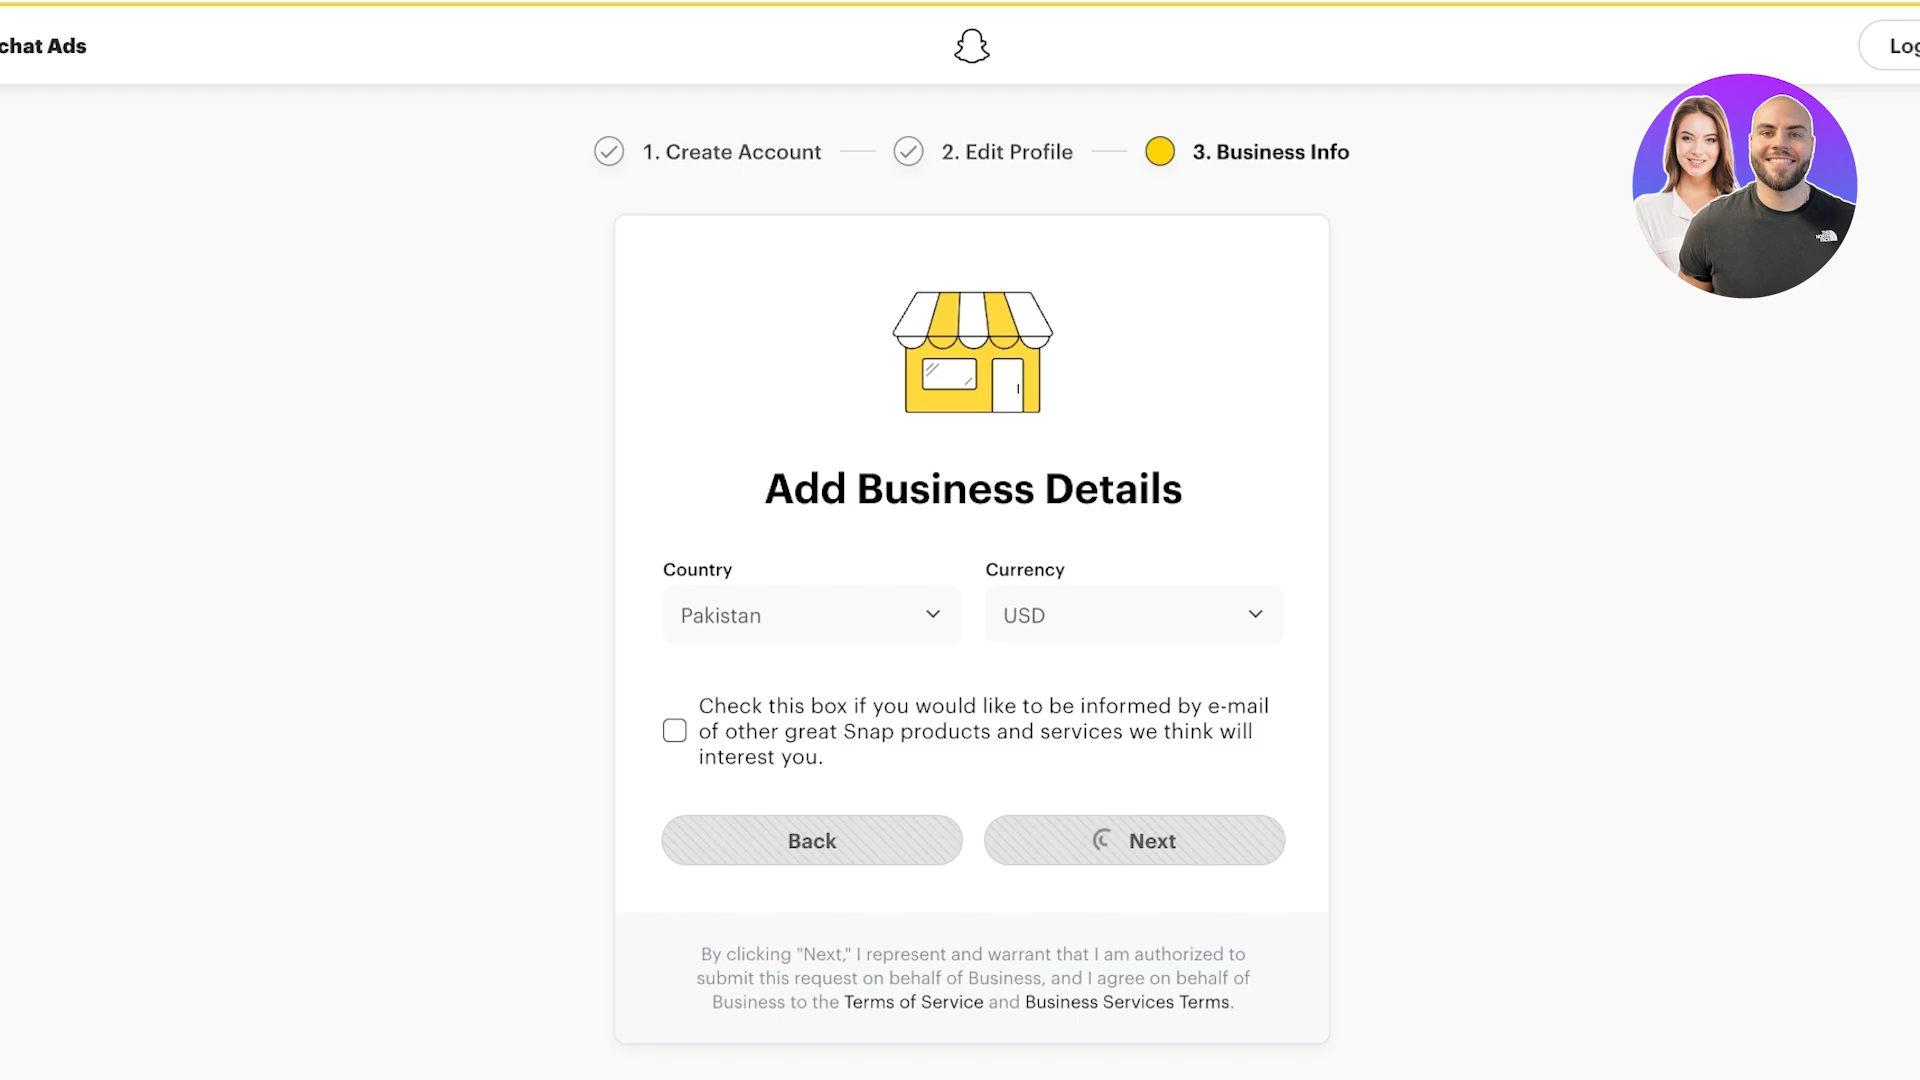 chat Ads
Log
1. Create Account
2. Edit Profile
3. Business Info
THE NORTH FACE
Add Business Details
Country
Currency
Pakistan
USD
Check this box if you would like to be informed by e-mail
of other great Snap products and services we think will
interest you.
Back
Next
By clicking "Next," I represent and warrant that I am authorized to
submit this request on behalf of Business, and I agree on behalf of
Business to the Terms of Service and Business Services Terms.